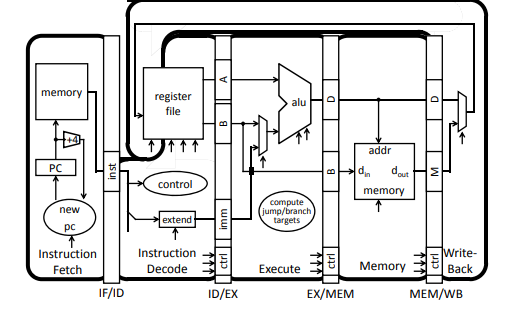 memory
+4
PC
new
pc
Instruction
Fetch
inst
IF/ID
register
file
control
extend
Instruction
Decode
A
B
imm
ctrl
ID/EX
alu
compute
jump/branch
targets
Execute
D
B
ctrl
EX/MEM
addr
din
dout
memory
Memory
D
M
ctrl
MEM/WB
Write-
Back